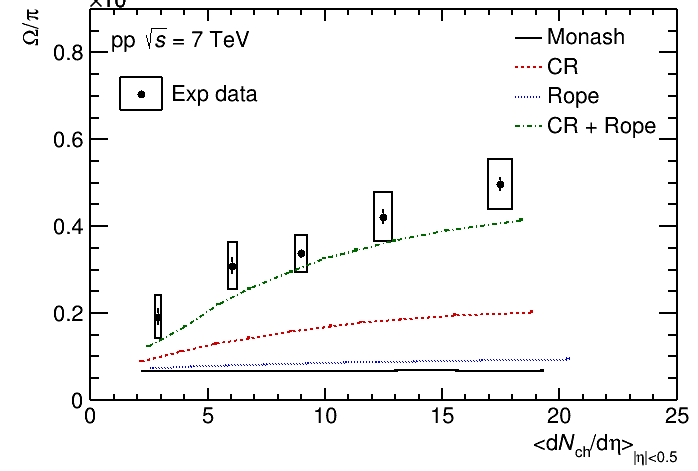 ×10
Ω/π
pp √s = 7 TeV
Exp data
Monash
CR
Rope
CR + Rope
0.8
0.6
0.4
0.2
0
0 5 10 15 20 25
<dN_ch/dη>_|η|<0.5